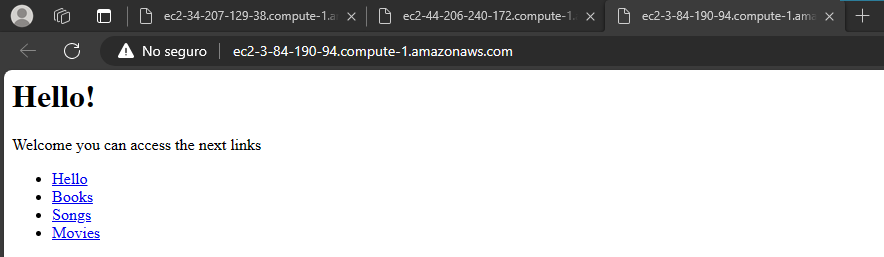 ec2-34-207-129-38.compute-1.a
ec2-44-206-240-172.compute-1.
ec2-3-84-190-94.compute-1.ama
No seguro
ec2-3-84-190-94.compute-1.amazonaws.com
Hello!
Welcome you can access the next links
Hello
Books
Songs
Movies